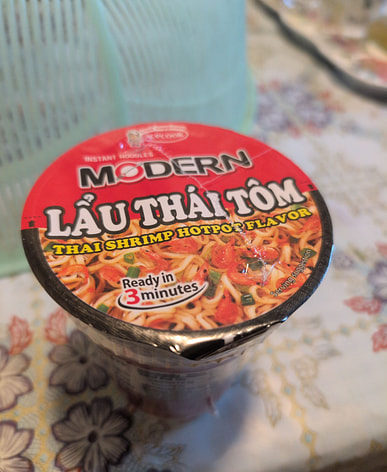 INSTANT NOODLES
MODERN
LẨU THÁI TÔM
THAI SHRIMP HOTPOT FLAVOR
Ready in
3 minutes